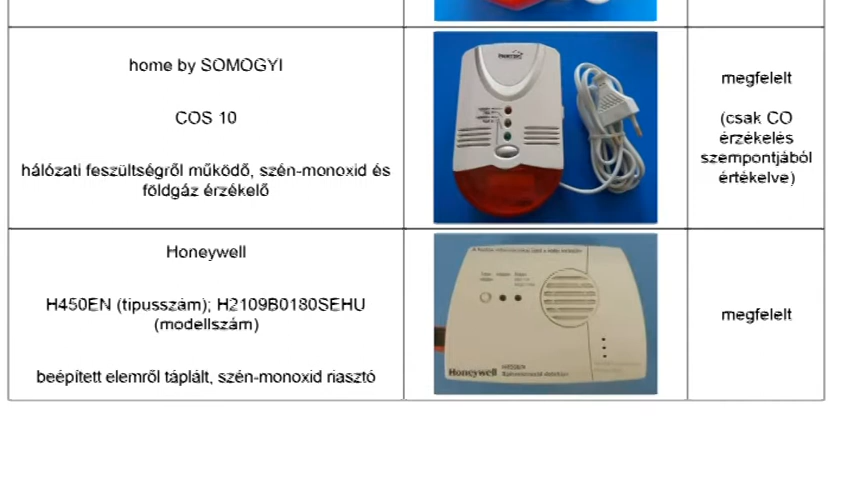 home by SOMOGYI
COS 10
hálózati feszültségről működő, szén-monoxid és
földgáz érzékelő
megfelelt
(csak CO
érzékelés
szempontjából
értékelve)
Honeywell
H450EN (típusszám); H2109B0180SEHU
(modellszám)
beépített elemről táplált, szén-monoxid riasztó
Honeywell
H450EN
megfelelt